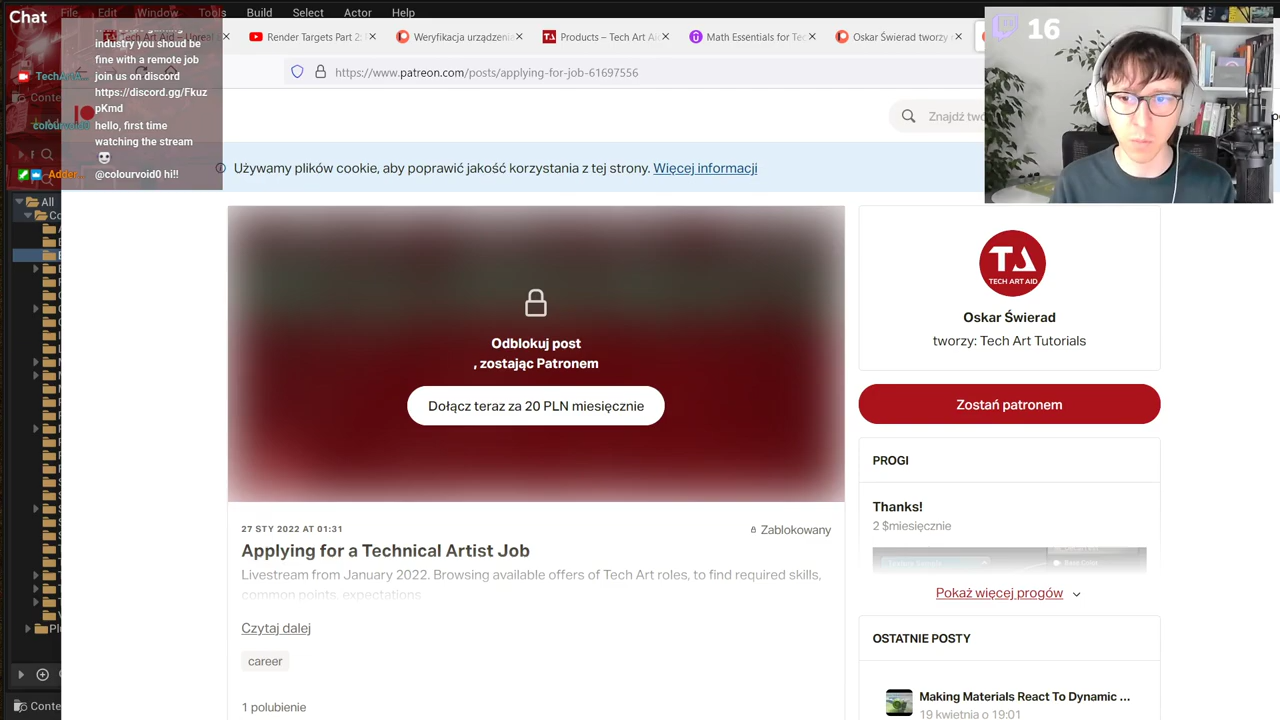 Chat
File
Edit
Window
Tools
Build
Select
Actor
Help
industry you shoud be
fine with a remote job
join us on discord
https://discord.gg/Fkuz
pKmd
hello, first time
watching the stream
@colourvoid0 hi!!
Render Targets Part 2
Weryfikacja urządzeni
Products – Tech Art Ai
Math Essentials for Tec
Oskar Świerad tworzy
16
https://www.patreon.com/posts/applying-for-job-61697556
Znajdź
Używamy plików cookie, aby poprawić jakość korzystania z tej strony. Więcej informacji
All
Odblokuj post
, zostając Patronem
Dołącz teraz za 20 PLN miesięcznie
27 STY 2022 AT 01:31
Zablokowany
Applying for a Technical Artist Job
Livestream from January 2022. Browsing available offers of Tech Art roles, to find required skills,
common points, expectations
Czytaj dalej
career
1 polubienie
TECH ART AID
Oskar Świerad
tworzy: Tech Art Tutorials
Zostań patronem
PROGI
Thanks!
2 $miesięcznie
Base Color
Pokaż więcej progów
OSTATNIE POSTY
Making Materials React To Dynamic ...
19 kwietnia o 19:01